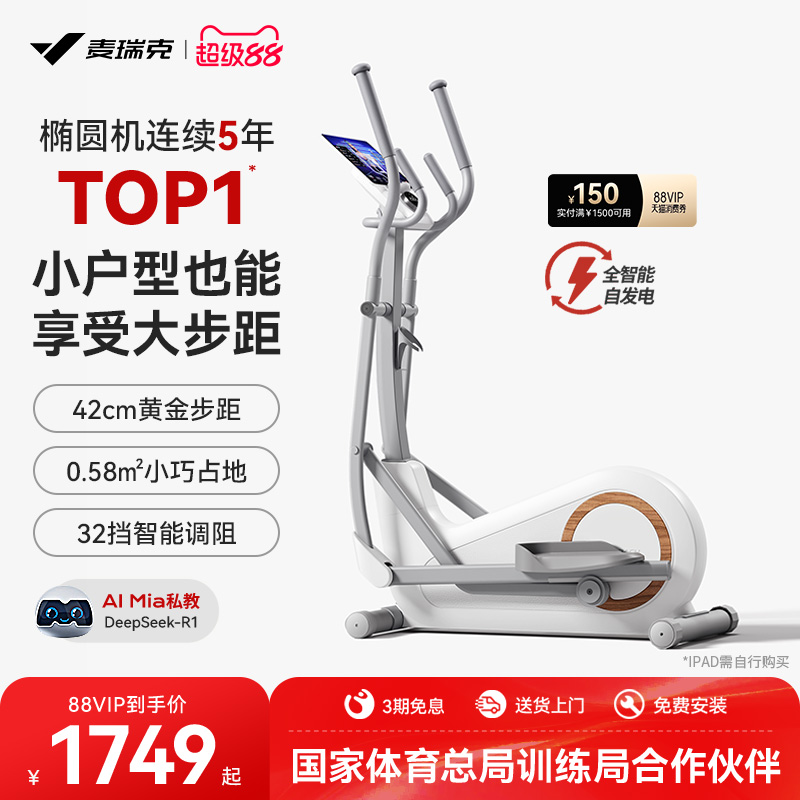 麦瑞克 | 超级88
椭圆机连续5年
TOP1*
小户型也能
享受大步距
42cm黄金步距
0.58㎡小巧占地
32挡智能调阻
AI Mia私教
DeepSeek-R1
¥150
实付满¥1500可用
88VIP
天猫消费券
全智能
自发电
*IPAD需自行购买
88VIP到手价
¥1749起
3期免息
送货上门
免费安装
国家体育总局训练局合作伙伴